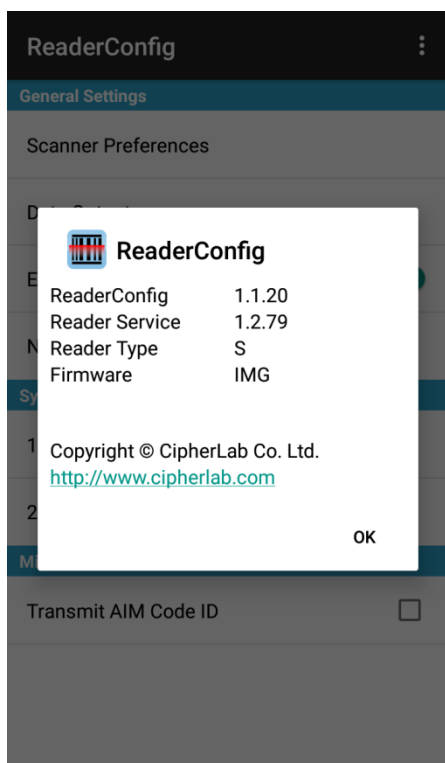 ReaderConfig
General Settings
Scanner Preferences
ReaderConfig
ReaderConfig 1.1.20
Reader Service 1.2.79
Reader Type S
Firmware IMG
Copyright © CipherLab Co. Ltd.
http://www.cipherlab.com
OK
Transmit AIM Code ID